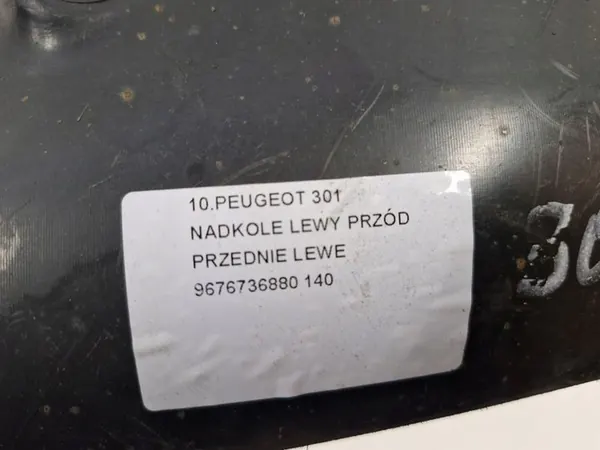 10.PEUGEOT 301
NADKOLE LEWY PRZÓD
PRZEDNIE LEWE
9676736880 140